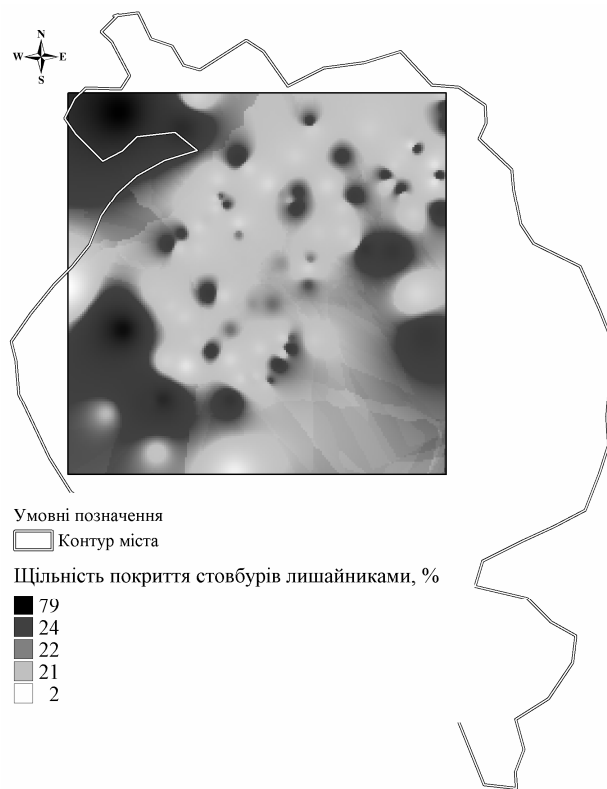 N
W E
S
Умовні позначення
Контур міста
Щільність покриття стовбурів лишайниками, %
79
24
22
21
2